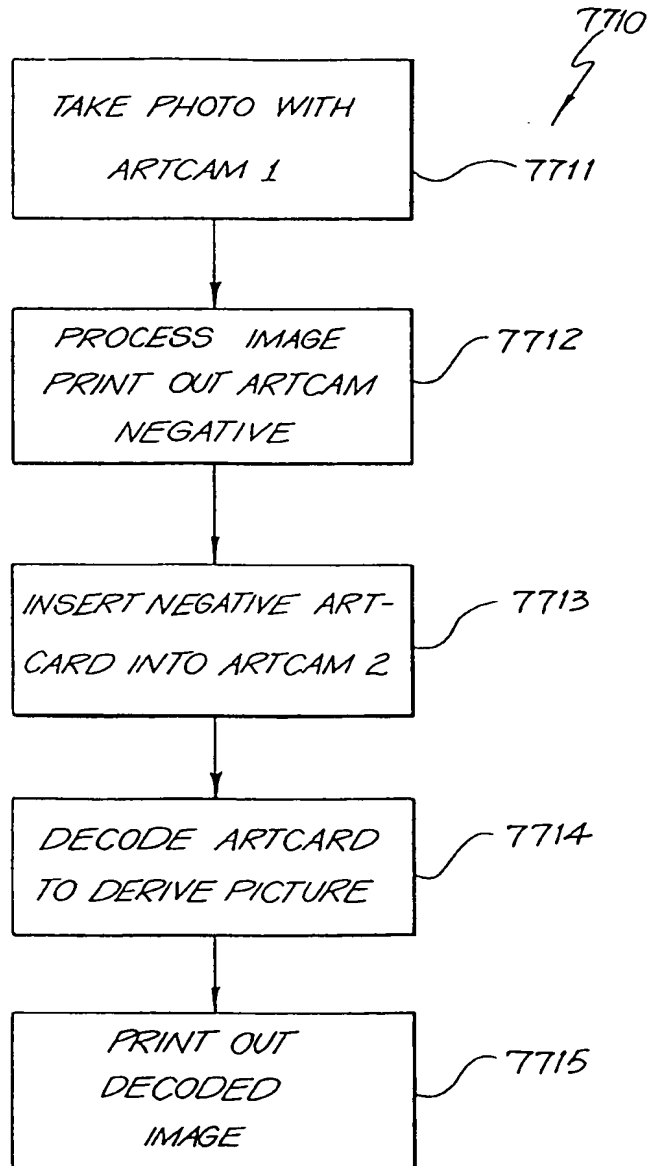 7710
TAKE PHOTO WITH
ARTCAM 1
7711
PROCESS IMAGE
PRINT OUT ARTCAM
NEGATIVE
7712
INSERT NEGATIVE ART-
CARD INTO ARTCAM 2
7713
DECODE ARTCARD
TO DERIVE PICTURE
7714
PRINT OUT
DECODED
IMAGE
7715